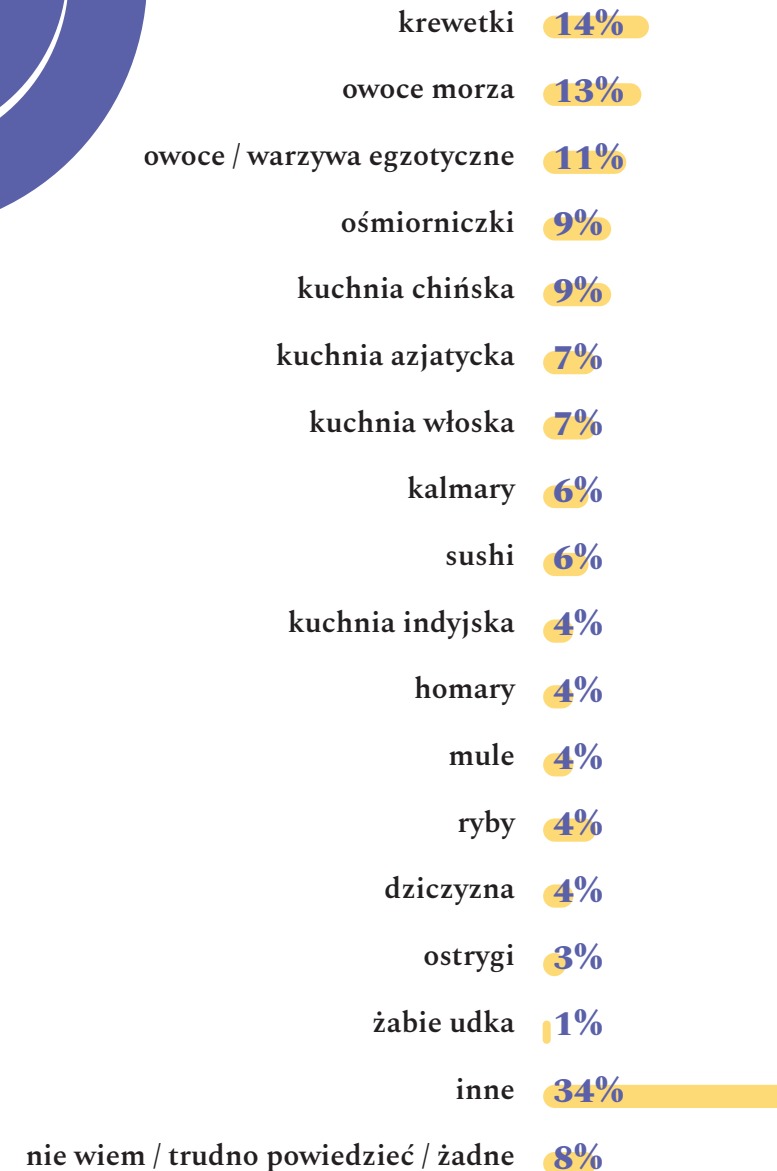 krewetki 14%
owoce morza 13%
owoce / warzywa egzotyczne 11%
ośmiorniczki 9%
kuchnia chińska 9%
kuchnia azjatycka 7%
kuchnia włoska 7%
kalmary 6%
sushi 6%
kuchnia indyjska 4%
homary 4%
mule 4%
ryby 4%
dziczyzna 4%
ostrygi 3%
żabie udka 1%
inne 34%
nie wiem / trudno powiedzieć / żadne 8%